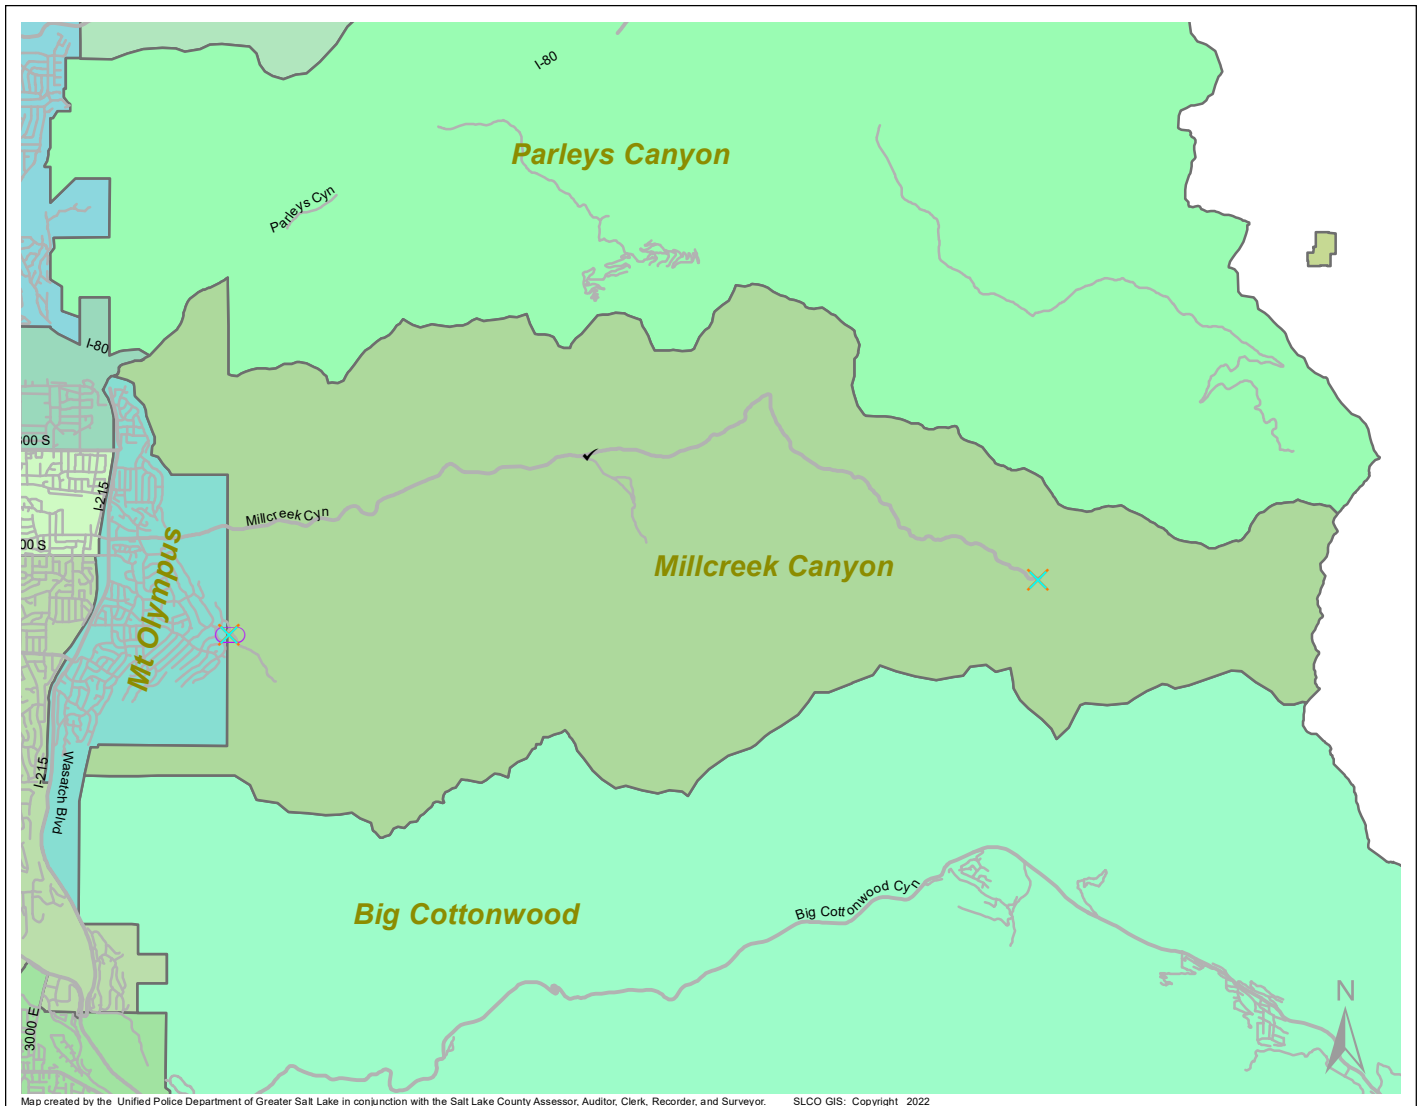 I-80
Parleys Canyon
Parleys Cyn
I-80
00 S
I-215
Millcreek Cyn
00 S
Millcreek Canyon
Mt Olympus
I-215
Wasatch Blvd
Big Cottonwood Cyn
Big Cottonwood
N
3000 E
Map created by the Unified Police Department of Greater Salt Lake in conjunction with the Salt Lake County Assessor, Auditor, Clerk, Recorder, and Surveyor. SLCO GIS: Copyright 2022